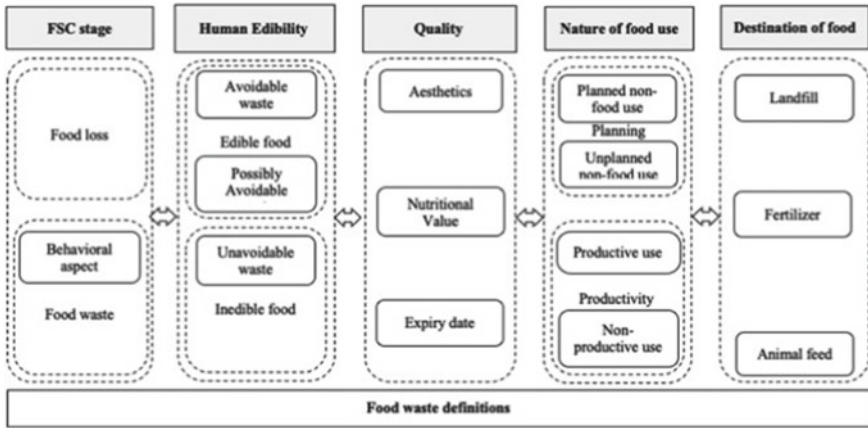 FSC stage
Human Edibility
Quality
Nature of food use
Destination of food
Food loss
Behavioral
aspect
Food waste
Avoidable
waste
Edible food
Possibly
Avoidable
Unavoidable
waste
Inedible food
Aesthetics
Nutritional
Value
Expiry date
Planned non-
food use
Planning
Unplanned
non-food use
Productive use
Productivity
Non-
productive use
Landfill
Fertilizer
Animal feed
Food waste definitions